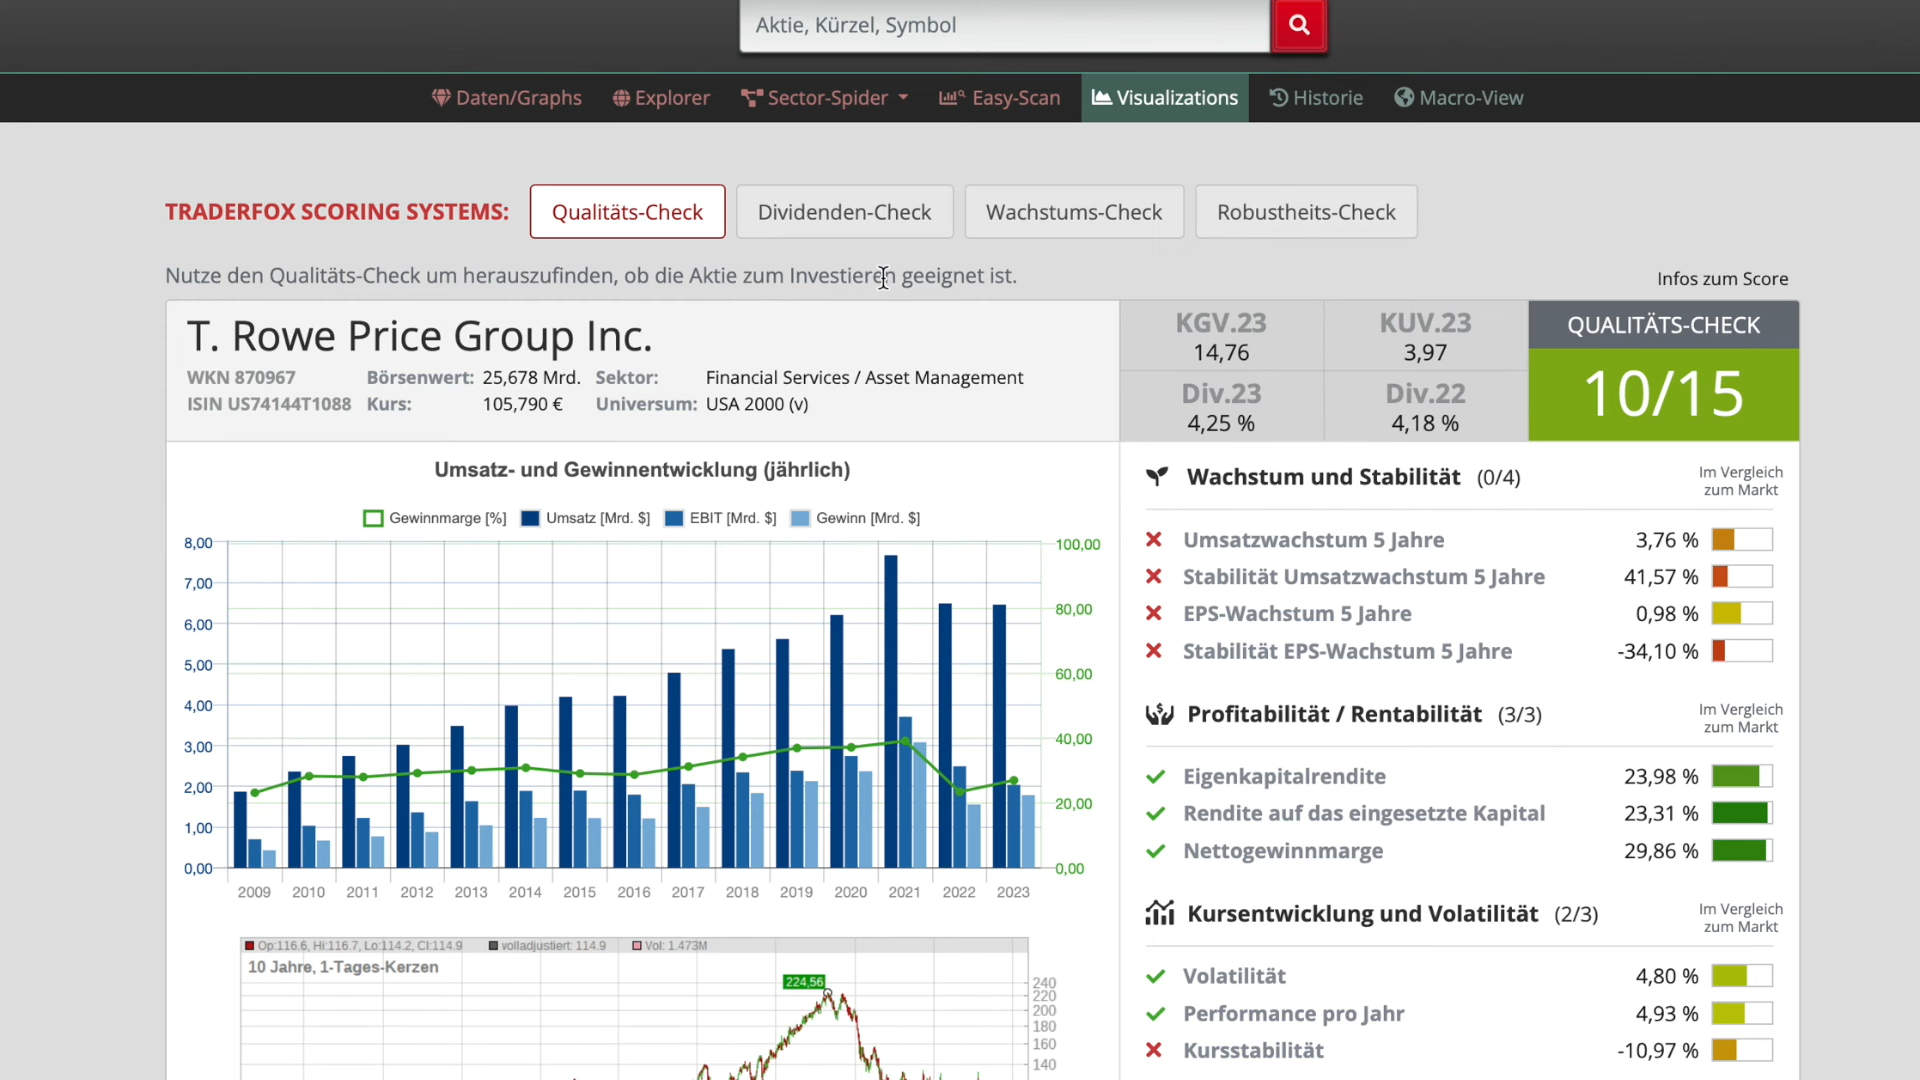 Aktie, Kürzel, Symbol
Daten/Graphs Explorer Sector-Spider Easy-Scan Visualizations Historie Macro-View
TRADERFOX SCORING SYSTEMS: Qualitäts-Check Dividenden-Check Wachstums-Check Robustheits-Check
Nutze den Qualitäts-Check um herauszufinden, ob die Aktie zum Investieren geeignet ist.
Infos zum Score
T. Rowe Price Group Inc.
WKN 870967 Börsenwert: 25,678 Mrd. Sektor: Financial Services / Asset Management
ISIN US74144T1088 Kurs: 105,790 € Universum: USA 2000 (v)
KGV.23 KUV.23
14,76 3,97
Div.23 Div.22
4,25 % 4,18 %
QUALITÄTS-CHECK
10/15
Umsatz- und Gewinnentwicklung (jährlich)
Gewinnmarge [%] Umsatz [Mrd. $] EBIT [Mrd. $] Gewinn [Mrd. $]
8,00 100,00
7,00
80,00
6,00
5,00
60,00
4,00
3,00 40,00
2,00
20,00
1,00
0,00 0,00
2009 2010 2011 2012 2013 2014 2015 2016 2017 2018 2019 2020 2021 2022 2023
Op:116.6, Hi:116.7, Lo:114.2, Cl:114.9 volladjustiert: 114.9 Vol: 1.473M
10 Jahre, 1-Tages-Kerzen
224,56
240
220
200
180
160
140
Wachstum und Stabilität (0/4)
Im Vergleich
zum Markt
Umsatzwachstum 5 Jahre 3,76 %
Stabilität Umsatzwachstum 5 Jahre 41,57 %
EPS-Wachstum 5 Jahre 0,98 %
Stabilität EPS-Wachstum 5 Jahre -34,10 %
Profitabilität / Rentabilität (3/3)
Im Vergleich
zum Markt
Eigenkapitalrendite 23,98 %
Rendite auf das eingesetzte Kapital 23,31 %
Nettogewinnmarge 29,86 %
Kursentwicklung und Volatilität (2/3)
Im Vergleich
zum Markt
Volatilität 4,80 %
Performance pro Jahr 4,93 %
Kursstabilität -10,97 %